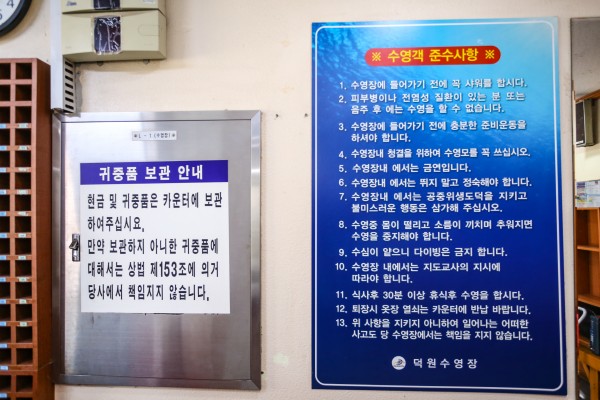 귀중품 보관 안내
현금 및 귀중품은 카운터에 보관
하여주십시요.
만약 보관하지 아니한 귀중품에
대해서는 상법 제153조에 의거
당사에서 책임지지 않습니다.
※ 수영객 준수사항 ※
1. 수영장에 들어가기 전에 꼭 샤워를 합시다.
2. 피부병이나 전염성 질환이 있는 분 또는
음주 후 에는 수영을 할 수 없습니다.
3. 수영장에 들어가기 전에 충분한 준비운동을
하셔야 합니다.
4. 수영장내 청결을 위하여 수영모를 꼭 쓰십시오.
5. 수영장내 에서는 금연입니다.
6. 수영장내 에서는 뛰지 말고 정숙해야 합니다.
7. 수영장내 에서는 공중위생도덕을 지키고
불미스러운 행동은 삼가해 주십시오.
8. 수영중 몸이 떨리고 소름이 끼치며 추워지면
수영을 중지해야 합니다.
9. 수심이 얕으니 다이빙은 금지 합니다.
10. 수영장 내에서는 지도교사의 지시에
따라야 합니다.
11. 식사후 30분 이상 휴식후 수영을 합시다.
12. 퇴장시 옷장 열쇠는 카운터에 반납 바랍니다.
13. 위 사항을 지키지 아니하여 일어나는 어떠한
사고도 당 수영장에서는 책임을 지지 않습니다.
덕원수영장